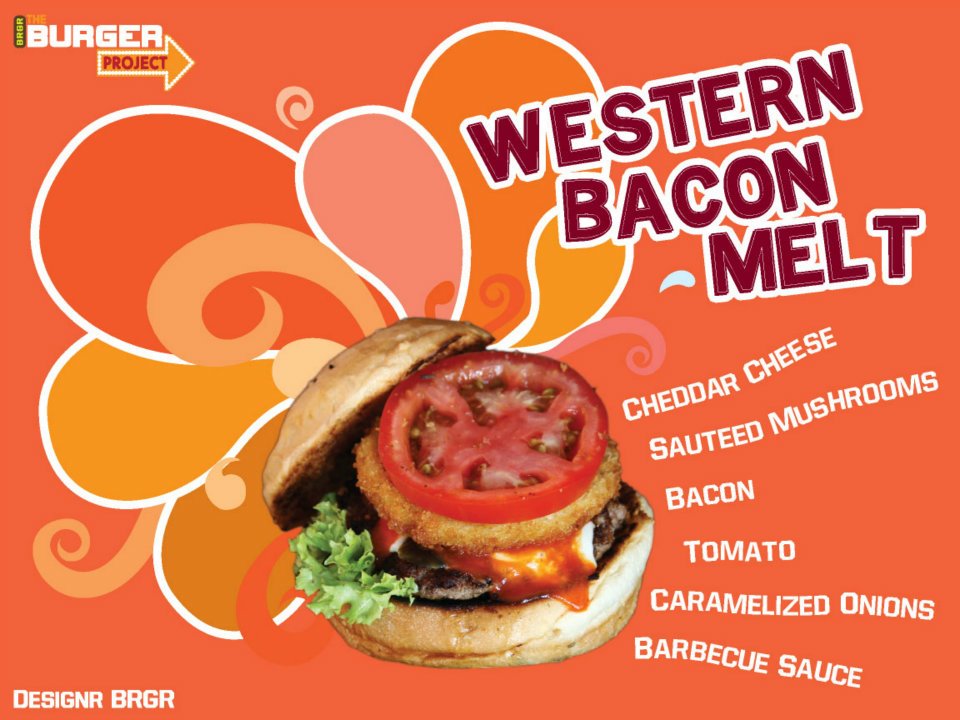 BRGR
THE
BURGER
PROJECT
WESTERN
BACON
MELT
CHEDDAR CHEESE
SAUTEED MUSHROOMS
BACON
TOMATO
CARAMELIZED ONIONS
BARBECUE SAUCE
DESIGNR BRGR